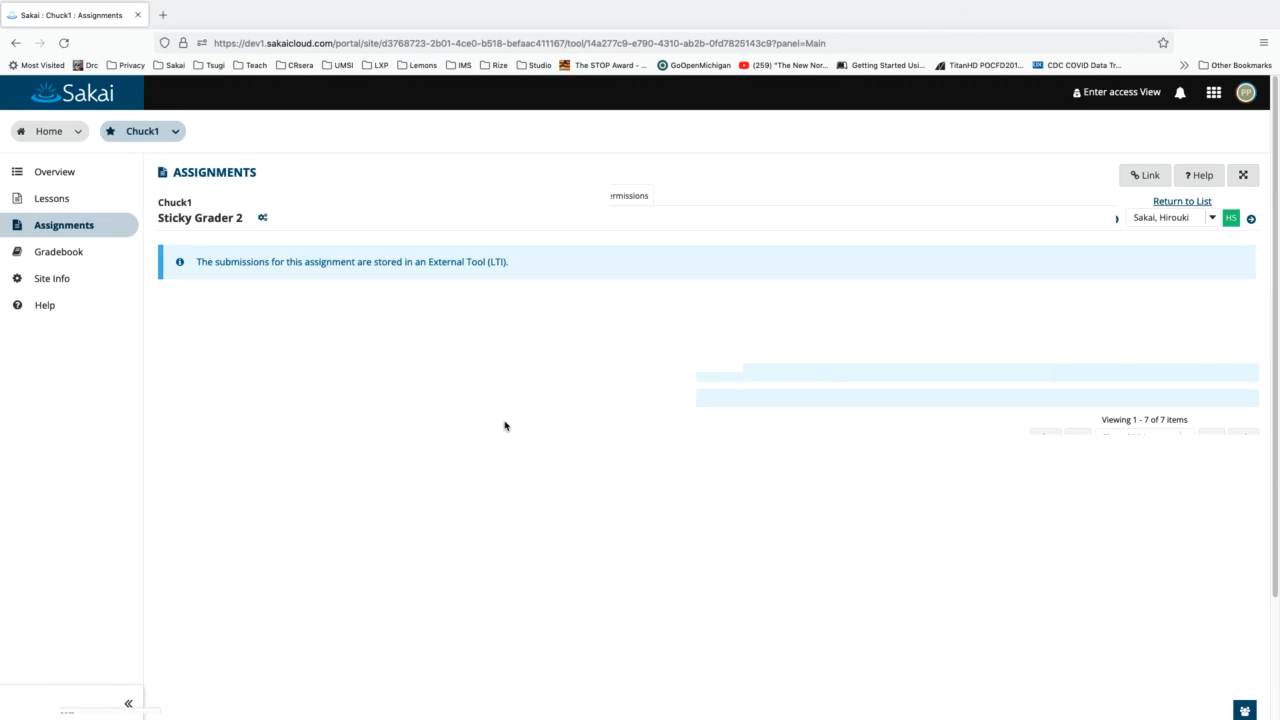 Sakai : Chuck1 : Assignments
https://dev1.sakaicloud.com/portal/site/d3768723-2b01-4ce0-b518-befaac411167/tool/14a277c9-e790-4310-ab2b-0fd7825143c9?panel=Main
Most Visited Drc Privacy Sakai Tsugi Teach CRsera UMSI LXP Lemons IMS Rize Studio The STOP Award - ... GoOpenMichigan (259) "The New Nor... Getting Started Usi... TitanHD POCFD201... CDC COVID Data Tr... Other Bookmarks
Sakai
Enter access View
PP
Home
Chuck1
Overview
Lessons
Assignments
Gradebook
Site Info
Help
ASSIGNMENTS
Link
? Help
ermissions
Return to List
Chuck1
Sticky Grader 2
Sakai, Hirouki
HS
The submissions for this assignment are stored in an External Tool (LTI).
Viewing 1 - 7 of 7 items